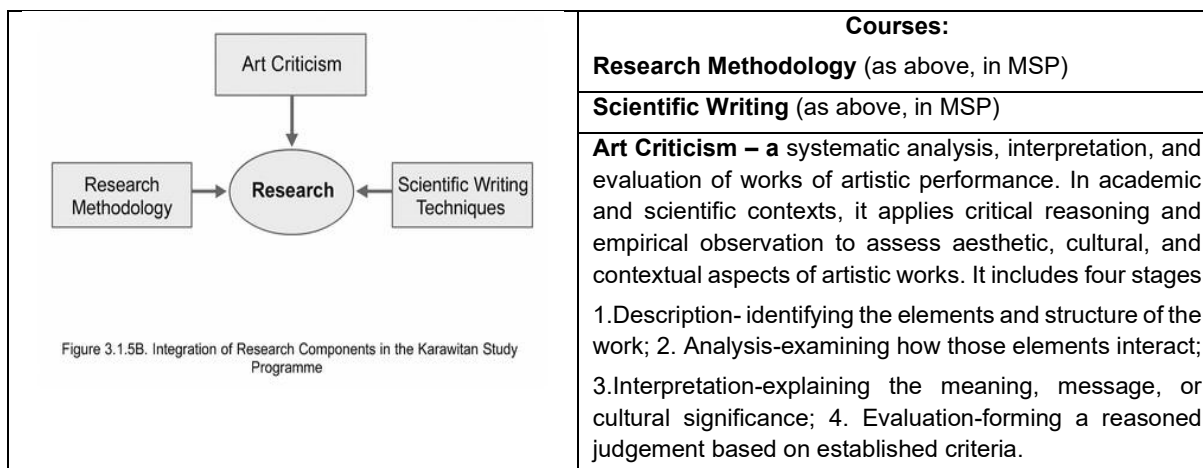 Art Criticism
Research
Methodology
Research
Scientific Writing
Techniques
Figure 3.1.5B. Integration of Research Components in the Karawitan Study
Programme
Courses:
Research Methodology (as above, in MSP)
Scientific Writing (as above, in MSP)
Art Criticism – a systematic analysis, interpretation, and
evaluation of works of artistic performance. In academic
and scientific contexts, it applies critical reasoning and
empirical observation to assess aesthetic, cultural, and
contextual aspects of artistic works. It includes four stages
1.Description- identifying the elements and structure of the
work; 2. Analysis-examining how those elements interact;
3.Interpretation-explaining the meaning, message, or
cultural significance; 4. Evaluation-forming a reasoned
judgement based on established criteria.